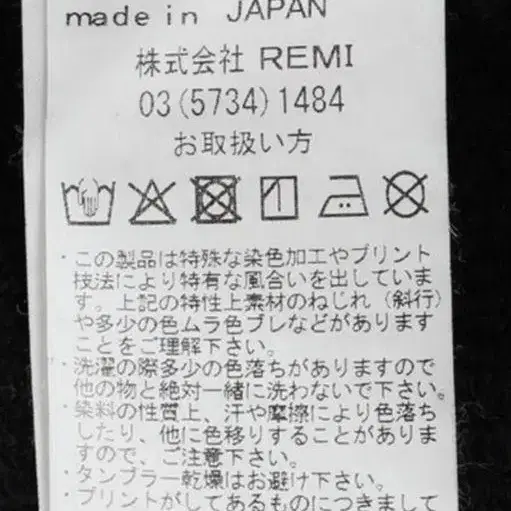 made in JAPAN
株式会社 REMI
03(5734)1484
お取扱い方
・この製品は特殊な染色加工やプリント
技法により特有な風合いを出していま
す。上記の特性上素材のねじれ(斜行)
や多少の色ムラ色ブレなどがあります
ことをご理解下さい。
・洗濯の際多少の色落ちがありますので
他の物と絶対一緒に洗わないで下さい。
・染料の性質上、汗や摩擦により色落ち
したり、他に色移りすることがありま
すので、ご注意下さい。
・タンブラー乾燥はお避け下さい。
・プリントがしてあるものにつきまして